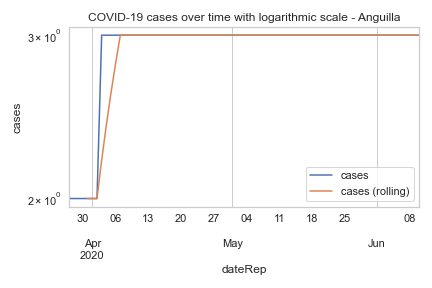 COVID-19 cases over time with logarithmic scale - Anguilla
cases
3 × 10⁰
2 × 10⁰
cases
cases (rolling)
30 06 13 20 27 04 11 18 25 08
Apr May Jun
2020
dateRep